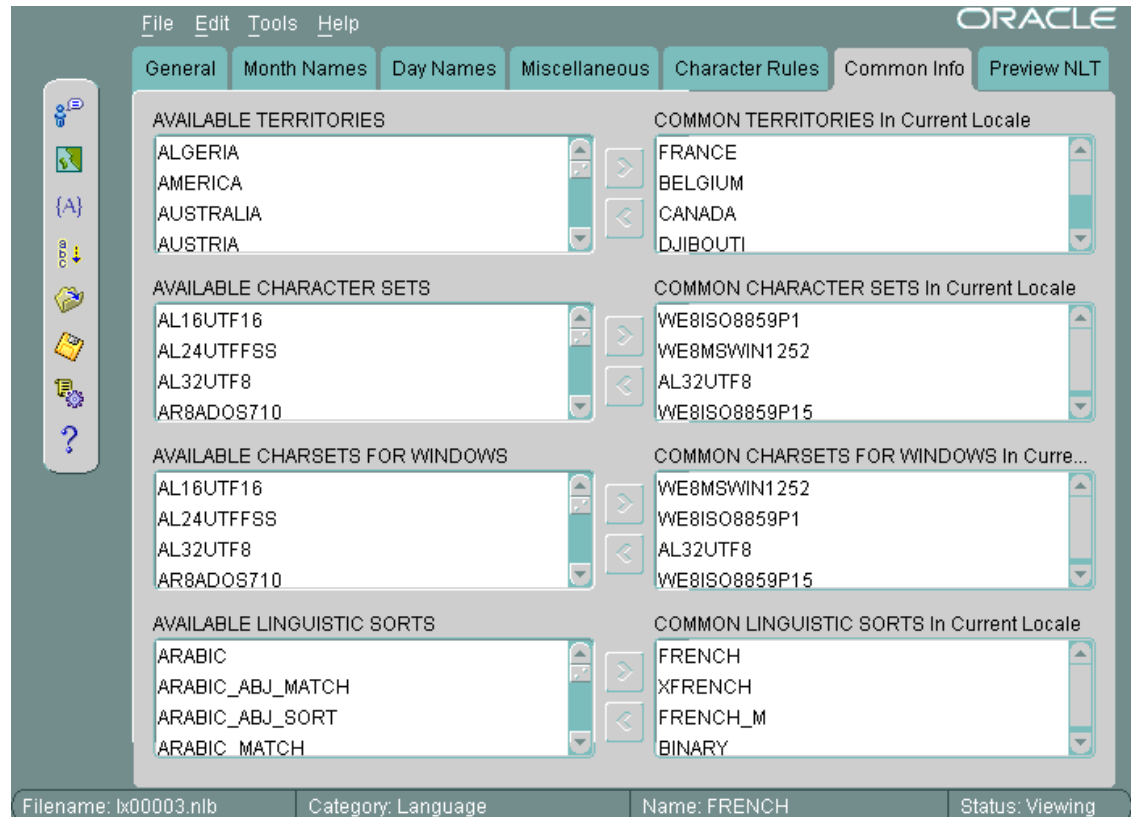 File Edit Tools Help
ORACLE
General Month Names Day Names Miscellaneous Character Rules Common Info Preview NLT
AVAILABLE TERRITORIES
ALGERIA
AMERICA
AUSTRALIA
AUSTRIA
COMMON TERRITORIES In Current Locale
FRANCE
BELGIUM
CANADA
DJIBOUTI
AVAILABLE CHARACTER SETS
AL16UTF16
AL24UTFFSS
AL32UTF8
AR8ADOS710
COMMON CHARACTER SETS In Current Locale
WE8ISO8859P1
WE8MSWIN1252
AL32UTF8
WE8ISO8859P15
AVAILABLE CHARSETS FOR WINDOWS
AL16UTF16
AL24UTFFSS
AL32UTF8
AR8ADOS710
COMMON CHARSETS FOR WINDOWS In Curre...
WE8MSWIN1252
WE8ISO8859P1
AL32UTF8
WE8ISO8859P15
AVAILABLE LINGUISTIC SORTS
ARABIC
ARABIC_ABJ_MATCH
ARABIC_ABJ_SORT
ARABIC_MATCH
COMMON LINGUISTIC SORTS In Current Locale
FRENCH
XFRENCH
FRENCH_M
BINARY
{A}
a
b
c
?
Filename: lx00003.nlb Category: Language Name: FRENCH Status: Viewing